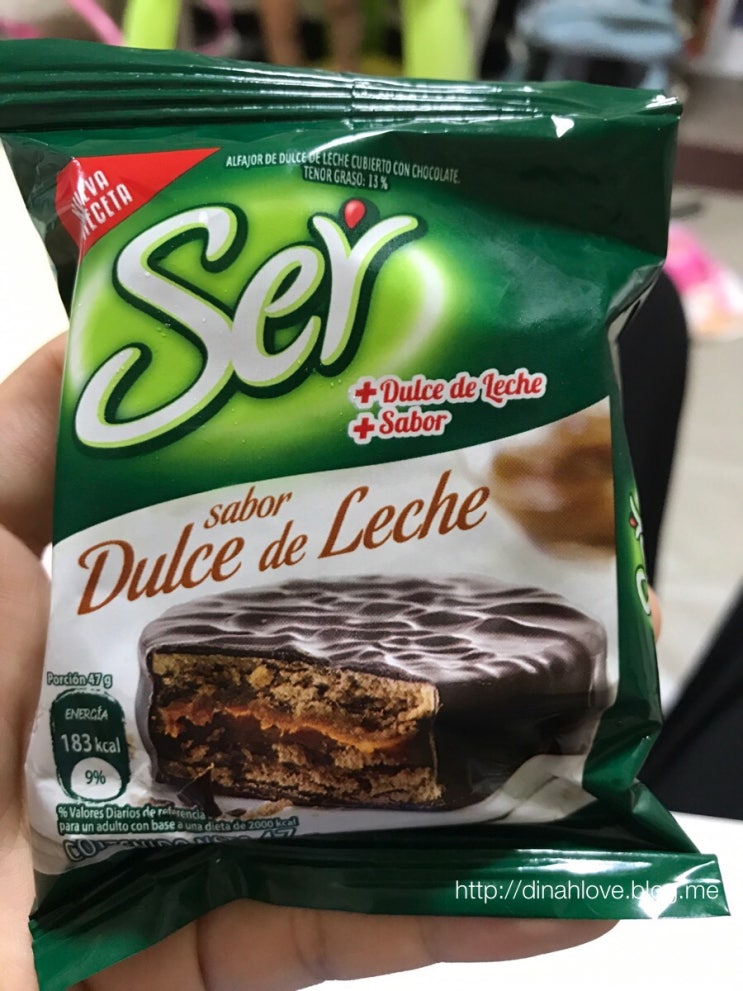 ALFAJOR DE DULCE DE LECHE CUBIERTO CON CHOCOLATE.
TENOR GRASO: 13 %
Ser
+ Dulce de Leche
+ Sabor
sabor
Dulce de Leche
Porción 47 g
ENERGÍA
183 kcal
9%
% Valores Diarios de referencia
para un adulto con base a una dieta de 2000 kcal
http://dinahlove.blog.me